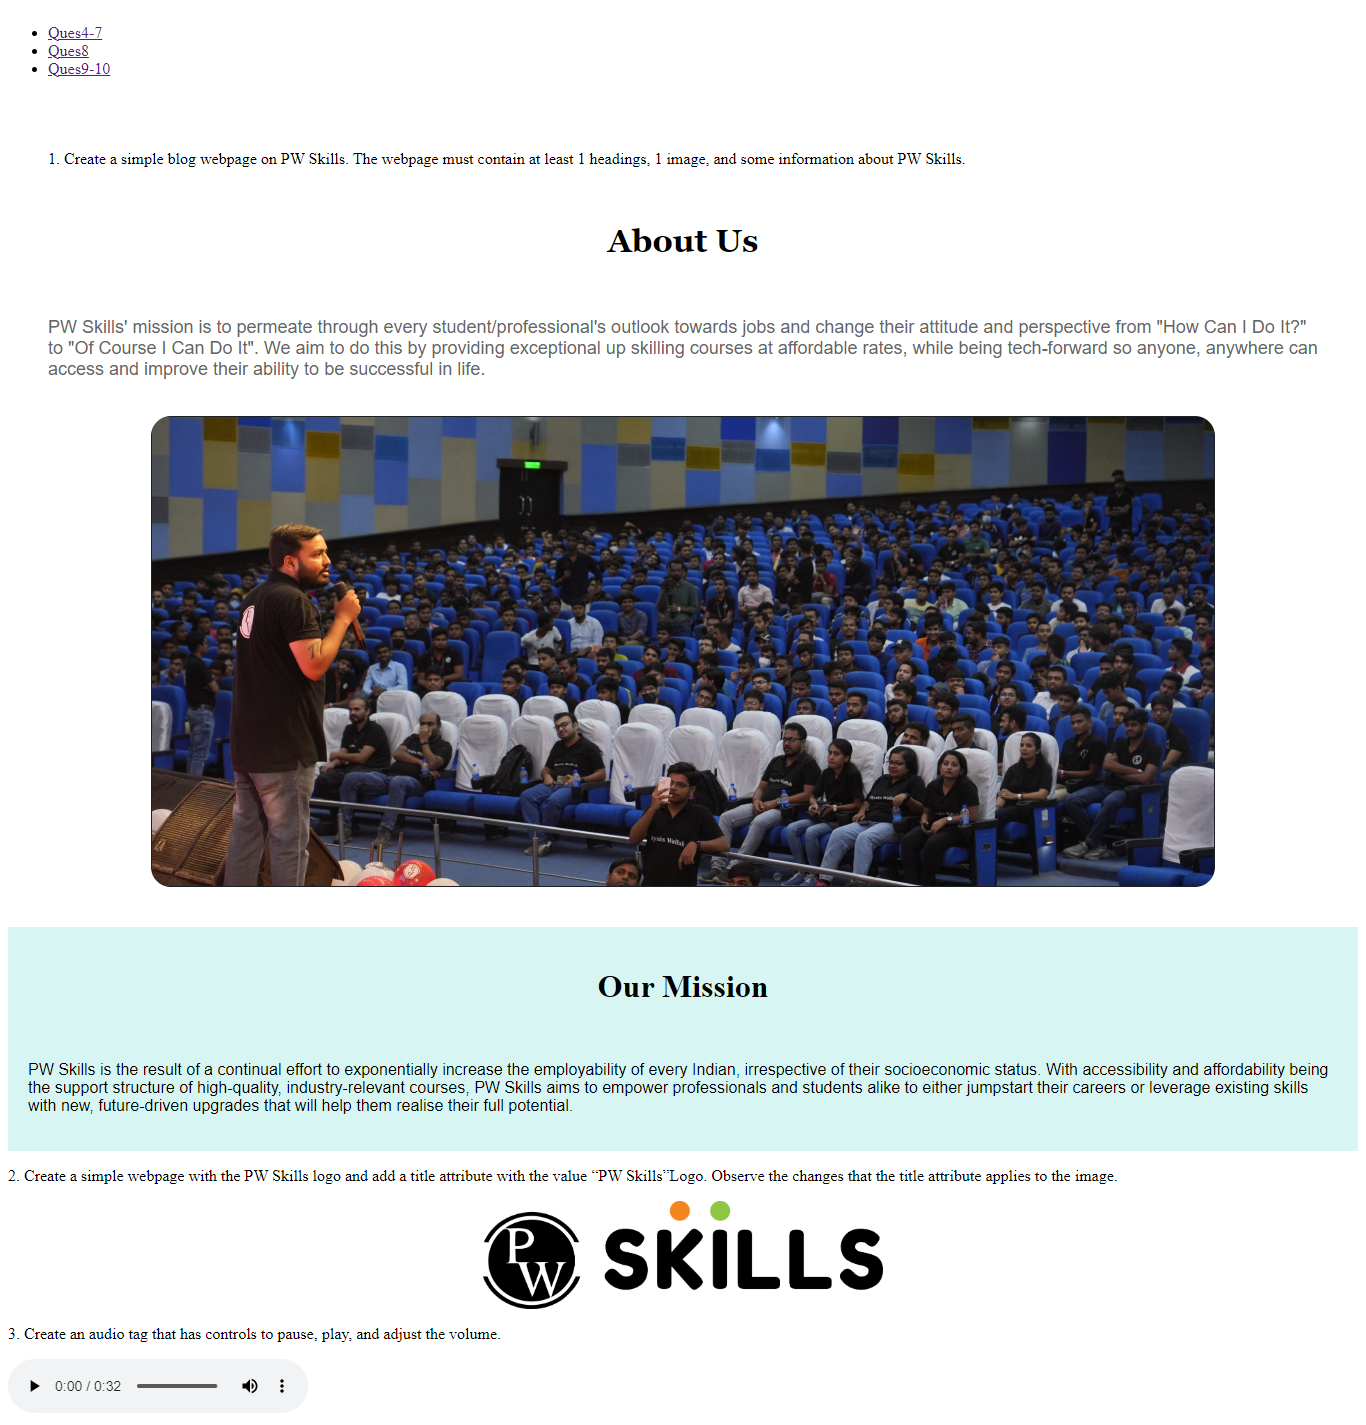 Ques4-7
Ques8
Ques9-10
1. Create a simple blog webpage on PW Skills. The webpage must contain at least 1 headings, 1 image, and some information about PW Skills.
About Us
PW Skills' mission is to permeate through every student/professional's outlook towards jobs and change their attitude and perspective from "How Can I Do It?"
to "Of Course I Can Do It". We aim to do this by providing exceptional up skilling courses at affordable rates, while being tech-forward so anyone, anywhere can
access and improve their ability to be successful in life.
Our Mission
PW Skills is the result of a continual effort to exponentially increase the employability of every Indian, irrespective of their socioeconomic status. With accessibility and affordability being
the support structure of high-quality, industry-relevant courses, PW Skills aims to empower professionals and students alike to either jumpstart their careers or leverage existing skills
with new, future-driven upgrades that will help them realise their full potential.
2. Create a simple webpage with the PW Skills logo and add a title attribute with the value “PW Skills”Logo. Observe the changes that the title attribute applies to the image.
PW SKILLS
3. Create an audio tag that has controls to pause, play, and adjust the volume.
0:00 / 0:32